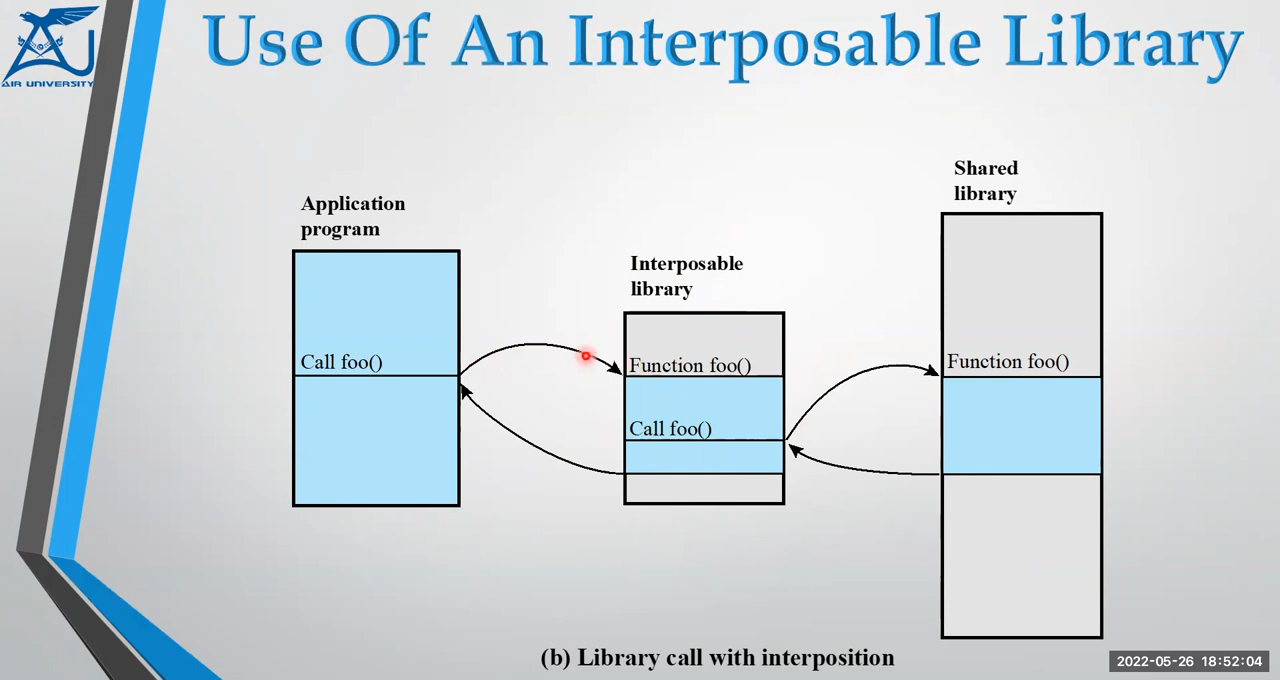 Use Of An Interposable Library
AIR UNIVERSITY
Shared
library
Application
program
Interposable
library
Call foo()
Function foo()
Function foo()
Call foo()
(b) Library call with interposition
2022-05-26 18:52:04